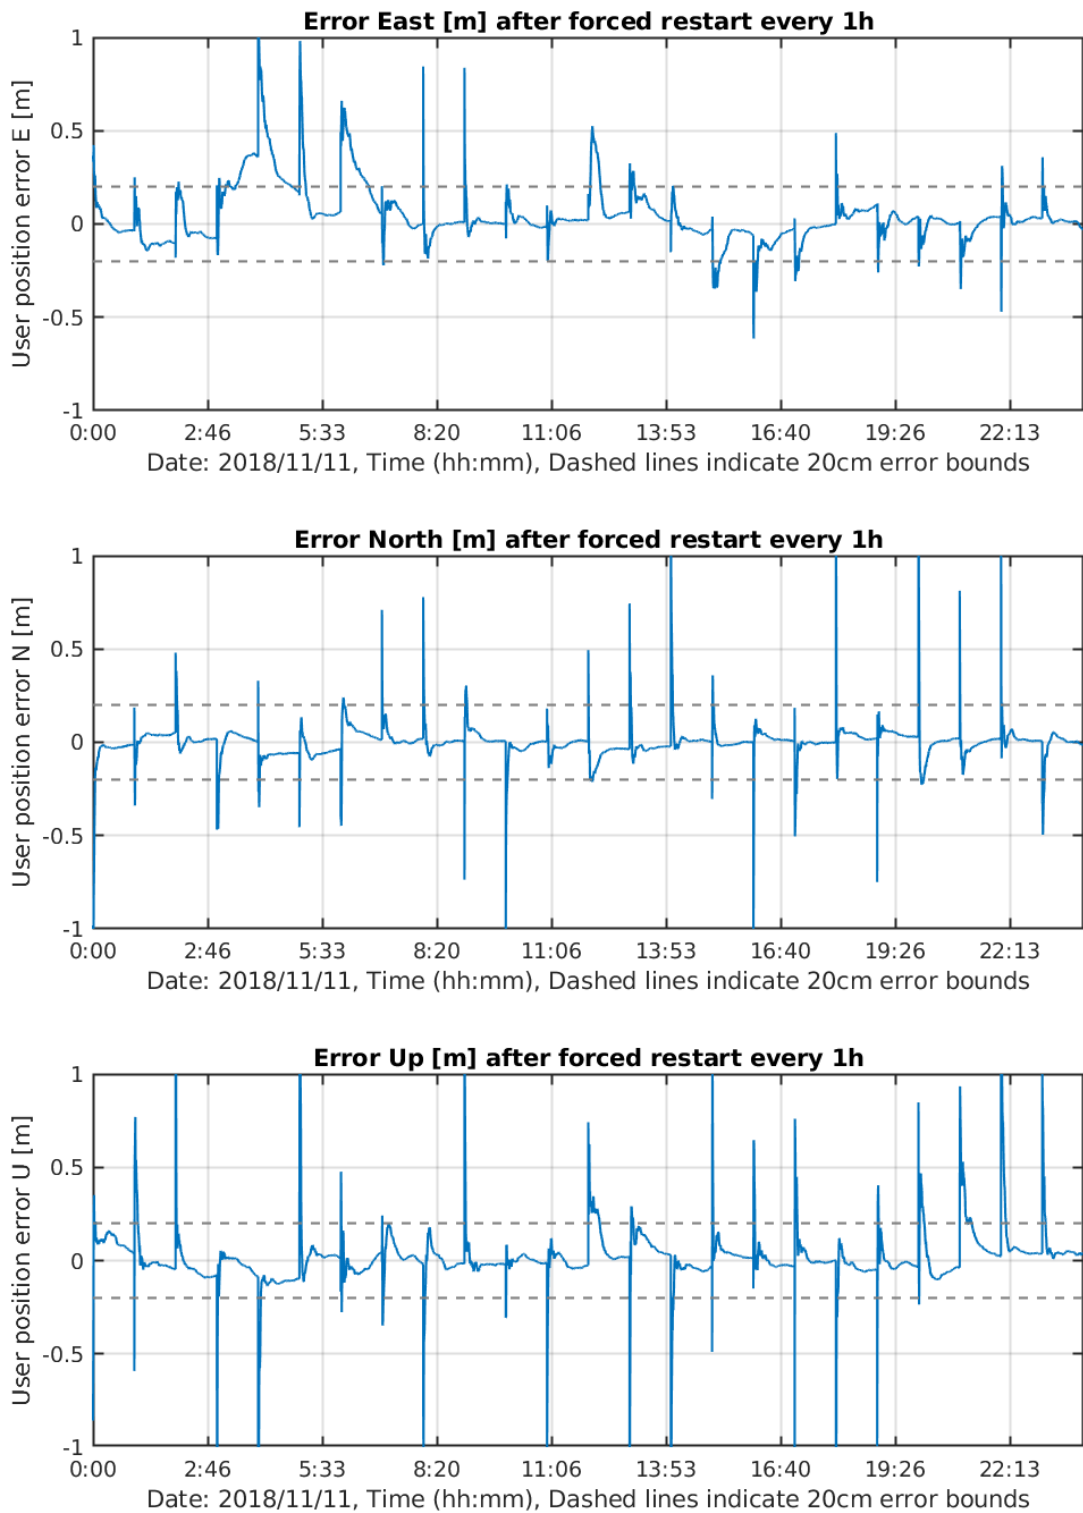 Error East [m] after forced restart every 1h
User position error E [m]
1
0.5
0
-0.5
-1
0:00 2:46 5:33 8:20 11:06 13:53 16:40 19:26 22:13
Date: 2018/11/11, Time (hh:mm), Dashed lines indicate 20cm error bounds
Error North [m] after forced restart every 1h
User position error N [m]
1
0.5
0
-0.5
-1
0:00 2:46 5:33 8:20 11:06 13:53 16:40 19:26 22:13
Date: 2018/11/11, Time (hh:mm), Dashed lines indicate 20cm error bounds
Error Up [m] after forced restart every 1h
User position error U [m]
1
0.5
0
-0.5
-1
0:00 2:46 5:33 8:20 11:06 13:53 16:40 19:26 22:13
Date: 2018/11/11, Time (hh:mm), Dashed lines indicate 20cm error bounds